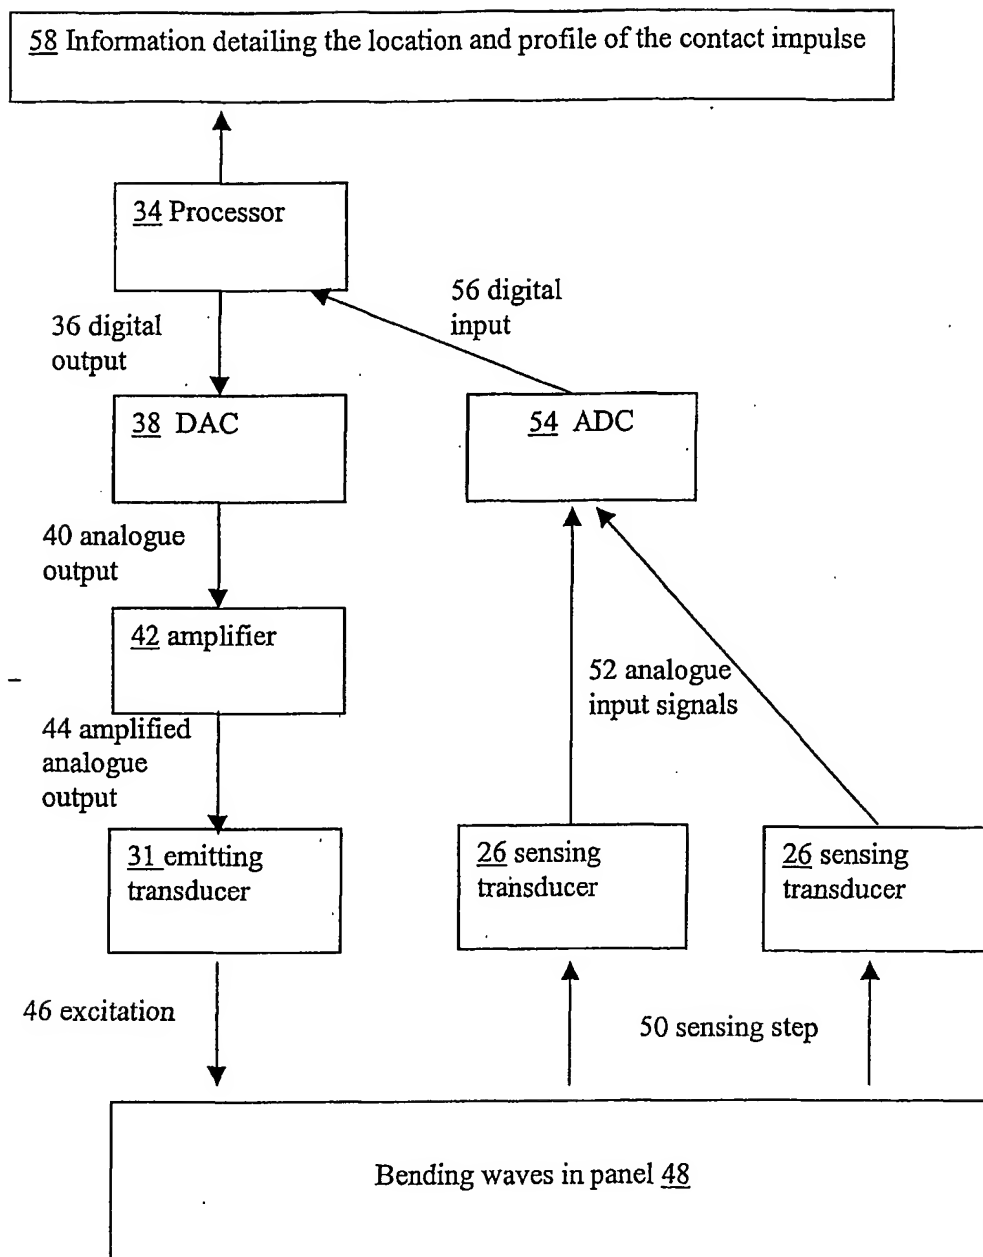 58 Information detailing the location and profile of the contact impulse
34 Processor
56 digital
input
36 digital
output
38 DAC
54 ADC
40 analogue
output
42 amplifier
52 analogue
input signals
44 amplified
analogue
output
31 emitting
transducer
26 sensing
transducer
26 sensing
transducer
46 excitation
50 sensing step
Bending waves in panel 48